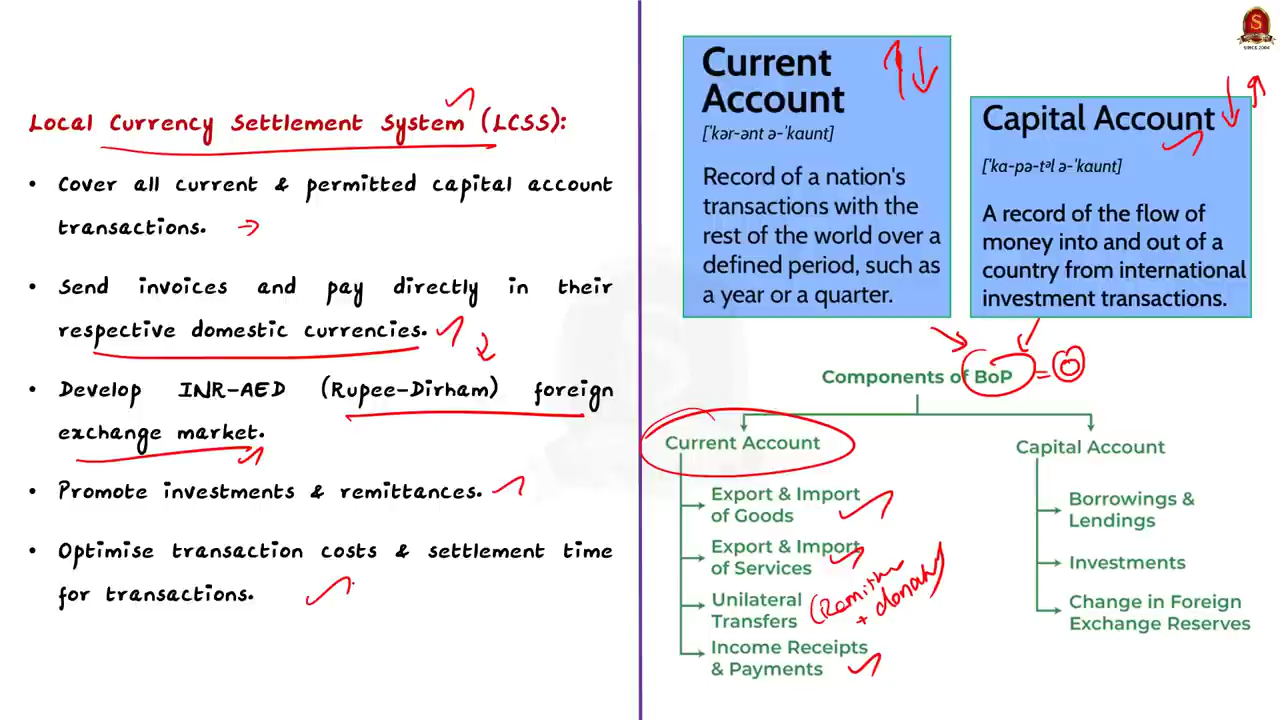 Local Currency Settlement System (LCSS):
• Cover all current & permitted capital account
transactions.
• Send invoices and pay directly in their
respective domestic currencies.
• Develop INR-AED (Rupee-Dirham) foreign
exchange market.
• Promote investments & remittances.
• Optimise transaction costs & settlement time
for transactions.
Current
Account
[ˈkər-ənt ə-ˈkaunt]
Record of a nation's
transactions with the
rest of the world over a
defined period, such as
a year or a quarter.
Capital Account
[ˈka-pə-tᵊl ə-ˈkaunt]
A record of the flow of
money into and out of a
country from international
investment transactions.
Components of BoP = 0
Current Account
Export & Import
of Goods
Export & Import
of Services
Unilateral
Transfers
Income Receipts
& Payments
Capital Account
Borrowings &
Lendings
Investments
Change in Foreign
Exchange Reserves
S
SINCE 2004